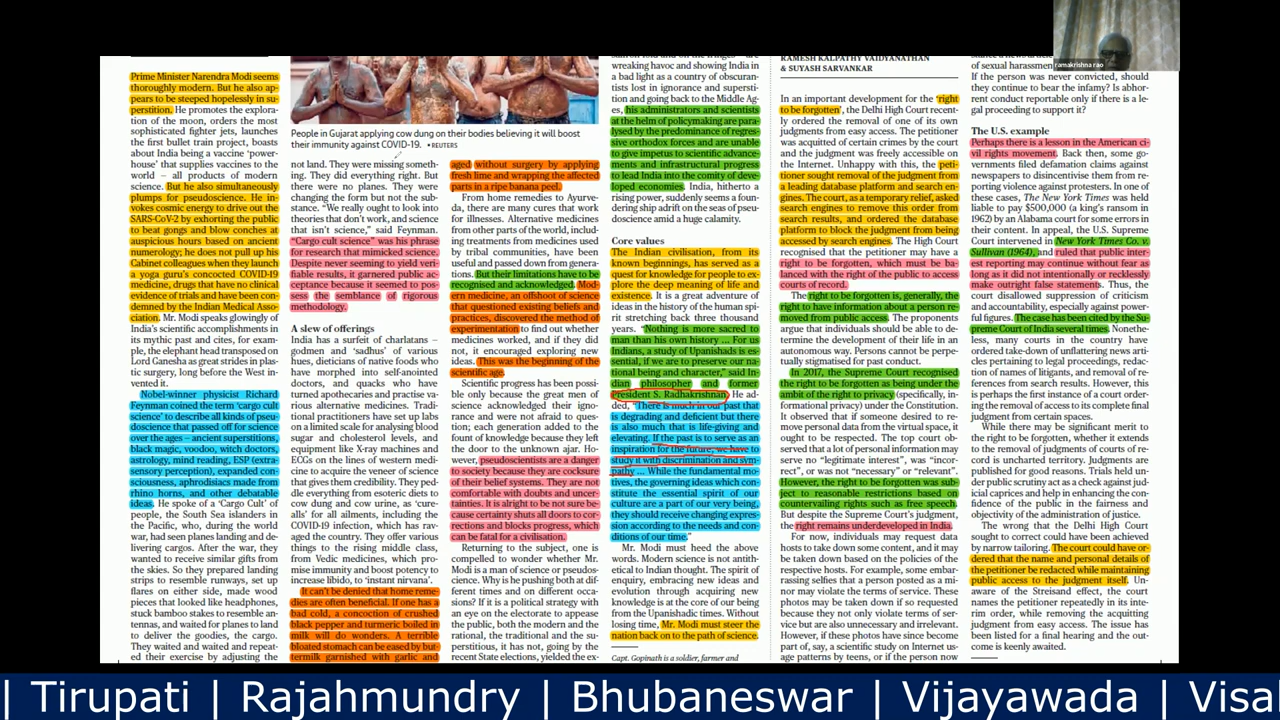 Prime Minister Narendra Modi seems
thoroughly modern. But he also ap-
pears to be steeped hopelessly in su-
perstition. He promotes the explora-
tion of the moon, orders the most
sophisticated fighter jets, launches
the first bullet train project, boasts
about India being a vaccine 'power-
house' that supplies vaccines to the
world – all products of modern
science. But he also simultaneously
plumps for pseudoscience. He in-
vokes cosmic energy to drive out the
SARS-CoV-2 by exhorting the public
to beat gongs and blow conches at
auspicious hours based on ancient
numerology; he does not pull up his
Cabinet colleagues when they launch
a yoga guru's concocted COVID-19
medicine, drugs that have no clinical
evidence of trials and have been con-
demned by the Indian Medical Asso-
ciation. Mr. Modi speaks glowingly of
India's scientific accomplishments in
its mythic past and cites, for exam-
ple, the elephant head transposed on
Lord Ganesha as great strides in plas-
tic surgery, long before the West in-
vented it.
Nobel-winner physicist Richard
Feynman coined the term 'cargo cult
science' to describe all kinds of pseu-
doscience that passed off for science
over the ages – ancient superstitions,
black magic, voodoo, witch doctors,
astrology, mind reading, ESP (extra-
sensory perception), expanded con-
sciousness, aphrodisiacs made from
rhino horns, and other debatable
ideas. He spoke of a 'Cargo Cult' of
people, the South Sea islanders in
the Pacific, who, during the world
war, had seen planes landing and de-
livering cargos. After the war, they
wanted to receive similar gifts from
the skies. So they prepared landing
strips to resemble runways, set up
flares on either side, made wood
pieces that looked like headphones,
stuck bamboo stakes to resemble an-
tennas, and waited for planes to land
to deliver the goodies, the cargo.
They waited and waited and repeat-
ed their exercise by adjusting the
People in Gujarat applying cow dung on their bodies believing it will boost
their immunity against COVID-19. • REUTERS
not land. They were missing someth-
ing. They did everything right. But
there were no planes. They were
changing the form but not the sub-
stance. "We really ought to look into
theories that don't work, and science
that isn't science," said Feynman.
"Cargo cult science" was his phrase
for research that mimicked science.
Despite never seeming to yield veri-
fiable results, it garnered public ac-
ceptance because it seemed to pos-
sess the semblance of rigorous
methodology.
A slew of offerings
India has a surfeit of charlatans –
godmen and 'sadhus' of various
hues, dieticians of native foods who
have morphed into self-anointed
doctors, and quacks who have
turned apothecaries and practise va-
rious alternative medicines. Tradi-
tional practitioners have set up labs
on a limited scale for analysing blood
sugar and cholesterol levels, and
equipment like X-ray machines and
ECGs on the lines of western medi-
cine to acquire the veneer of science
that gives them credibility. They ped-
dle everything from esoteric diets to
cow dung and cow urine, as 'cure-
alls' for all ailments, including the
COVID-19 infection, which has rav-
aged the country. They offer various
things to the rising middle class,
from Vedic medicines, which pro-
mise immunity and boost potency to
increase libido, to 'instant nirvana'.
It can't be denied that home reme-
dies are often beneficial. If one has a
bad cold, a concoction of crushed
black pepper and turmeric boiled in
milk will do wonders. A terrible
bloated stomach can be eased by but-
termilk garnished with garlic and
aged without surgery by applying
fresh lime and wrapping the affected
parts in a ripe banana peel.
From home remedies to Ayurve-
da, there are many cures that work
for illnesses. Alternative medicines
from other parts of the world, includ-
ing treatments from medicines used
by tribal communities, have been
useful and passed down from genera-
tions. But their limitations have to be
recognised and acknowledged. Mod-
ern medicine, an offshoot of science
that questioned existing beliefs and
practices, discovered the method of
experimentation to find out whether
medicines worked, and if they did
not, it encouraged exploring new
ideas. This was the beginning of the
scientific age.
Scientific progress has been possi-
ble only because the great men of
science acknowledged their igno-
rance and were not afraid to ques-
tion; each generation added to the
fount of knowledge because they left
the door to the unknown ajar. Ho-
wever, pseudoscientists are a danger
to society because they are cocksure
of their belief systems. They are not
comfortable with doubts and uncer-
tainties. It is alright to be not sure be-
cause certainty shuts all doors to cor-
rections and blocks progress, which
can be fatal for a civilisation.
Returning to the subject, one is
compelled to wonder whether Mr.
Modi is a man of science or pseudos-
cience. Why is he pushing both at dif-
ferent times and on different occa-
sions? If it is a political strategy with
an eye on the electorate to appease
the public, both the modern and the
rational, the traditional and the su-
perstitious, it has not, going by the
recent State elections, yielded the ex-
wreaking havoc and showing India in
a bad light as a country of obscuran-
tists lost in ignorance and supersti-
tion and going back to the Middle Ag-
es, his administrators and scientists
at the helm of policymaking are para-
lysed by the predominance of regres-
sive orthodox forces and are unable
to give impetus to scientific advance-
ments and infrastructural progress
to lead India into the comity of deve-
loped economies. India, hitherto a
rising power, suddenly seems a foun-
dering ship adrift on the seas of pseu-
doscience amid a huge calamity.
Core values
The Indian civilisation, from its
known beginnings, has served as a
quest for knowledge for people to ex-
plore the deep meaning of life and
existence. It is a great adventure of
ideas in the history of the human spi-
rit stretching back three thousand
years. "Nothing is more sacred to
man than his own history ... For us
Indians, a study of Upanishads is es-
sential, if we are to preserve our na-
tional being and character," said In-
dian philosopher and former
President S. Radhakrishnan. He ad-
ded, "There is much in our past that
is degrading and deficient but there
is also much that is life-giving and
elevating. If the past is to serve as an
inspiration for the future, we have to
study it with discrimination and sym
pathy ... While the fundamental mo-
tives, the governing ideas which con-
stitute the essential spirit of our
culture are a part of our very being,
they should receive changing expres-
sion according to the needs and con-
ditions of our time."
Mr. Modi must heed the above
words. Modern science is not antith-
etical to Indian thought. The spirit of
enquiry, embracing new ideas and
evolution through acquiring new
knowledge is at the core of our being
from the Upanishadic times. Without
losing time, Mr. Modi must steer the
nation back on to the path of science.
Capt. Gopinath is a soldier, farmer and
RAMESH KALPATHY VAIDYANATHAN
& SUYASH SARVANKAR
In an important development for the 'right
to be forgotten', the Delhi High Court recent-
ly ordered the removal of one of its own
judgments from easy access. The petitioner
was acquitted of certain crimes by the court
and the judgment was freely accessible on
the Internet. Unhappy with this, the peti-
tioner sought removal of the judgment from
a leading database platform and search en-
gines. The court, as a temporary relief, asked
search engines to remove this order from
search results, and ordered the database
platform to block the judgment from being
accessed by search engines. The High Court
recognised that the petitioner may have a
right to be forgotten, which must be ba-
lanced with the right of the public to access
courts of record.
The right to be forgotten is, generally, the
right to have information about a person re-
moved from public access. The proponents
argue that individuals should be able to de-
termine the development of their life in an
autonomous way. Persons cannot be perpe-
tually stigmatised for past conduct.
In 2017, the Supreme Court recognised
the right to be forgotten as being under the
ambit of the right to privacy (specifically, in-
formational privacy) under the Constitution.
It observed that if someone desired to re-
move personal data from the virtual space, it
ought to be respected. The top court ob-
served that a lot of personal information may
serve no "legitimate interest", was "incor-
rect", or was not "necessary" or "relevant".
However, the right to be forgotten was sub-
ject to reasonable restrictions based on
countervailing rights such as free speech.
But despite the Supreme Court's judgment,
the right remains underdeveloped in India.
For now, individuals may request data
hosts to take down some content, and it may
be taken down based on the policies of the
respective hosts. For example, some embar-
rassing selfies that a person posted as a mi-
nor may violate the terms of service. These
photos may be taken down if so requested
because they not only violate terms of ser-
vice but are also unnecessary and irrelevant.
However, if these photos have since become
part of, say, a scientific study on Internet us-
age patterns by teens, or if the person now
of sexual harassmen
If the person was never convicted, should
they continue to bear the infamy? Is abhor-
rent conduct reportable only if there is a le-
gal proceeding to support it?
The U.S. example
Perhaps there is a lesson in the American ci-
vil rights movement. Back then, some go-
vernments filed defamation claims against
newspapers to disincentivise them from re-
porting violence against protesters. In one of
these cases, The New York Times was held
liable to pay $500,000 (a king's ransom in
1962) by an Alabama court for some errors in
their content. In appeal, the U.S. Supreme
Court intervened in New York Times Co. v.
Sullivan (1964), and ruled that public inter-
est reporting may continue without fear as
long as it did not intentionally or recklessly
make outright false statements. Thus, the
court disallowed suppression of criticism
and accountability, especially against power-
ful figures. The case has been cited by the Su-
preme Court of India several times. Nonethe-
less, many courts in the country have
ordered taken-down of unflattering news arti-
cles pertaining to legal proceedings, redac-
tion of names of litigants, and removal of re-
ferences from search results. However, this
is perhaps the first instance of a court order-
ing the removal of access to its complete final
judgment from certain spaces.
While there may be significant merit to
the right to be forgotten, whether it extends
to the removal of judgments of courts of re-
cord is uncharted territory. Judgments are
published for good reasons. Trials held un-
der public scrutiny act as a check against ju-
dicial caprices and help in enhancing the con-
fidence of the public in the fairness and
objectivity of the administration of justice.
The wrong that the Delhi High Court
sought to correct could have been achieved
by narrow tailoring. The court could have or-
dered that the name and personal details of
the petitioner be redacted while maintaining
public access to the judgment itself. Un-
aware of the Streisand effect, the court
names the petitioner repeatedly in its inte-
rim order, while removing the acquitting
judgment from easy access. The issue has
been listed for a final hearing and the out-
come is keenly awaited.
ramakrishna rao
| Tirupati | Rajahmundry | Bhubaneswar | Vijayawada | Visa